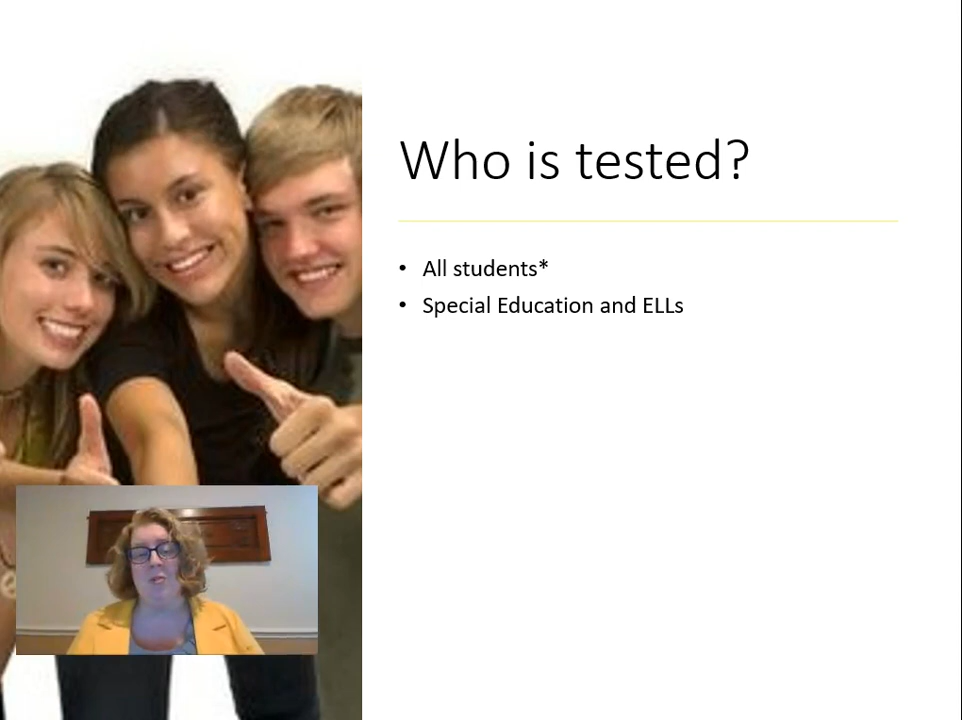 Who is tested?
• All students*
• Special Education and ELLs